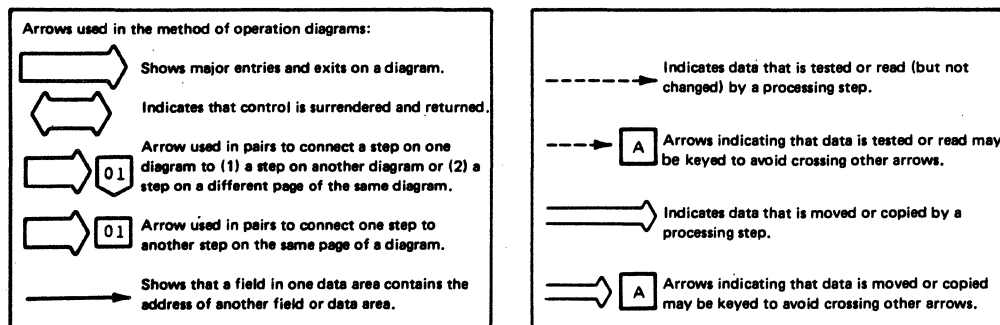 Arrows used in the method of operation diagrams:
Shows major entries and exits on a diagram.
Indicates that control is surrendered and returned.
Arrow used in pairs to connect a step on one
01
diagram to (1) a step on another diagram or (2) a
step on a different page of the same diagram.
01
Arrow used in pairs to connect one step to
another step on the same page of a diagram.
Shows that a field in one data area contains the
address of another field or data area.
Indicates data that is tested or read (but not
changed) by a processing step.
A
Arrows indicating that data is tested or read may
be keyed to avoid crossing other arrows.
Indicates data that is moved or copied by a
processing step.
A
Arrows indicating that data is moved or copied
may be keyed to avoid crossing other arrows.